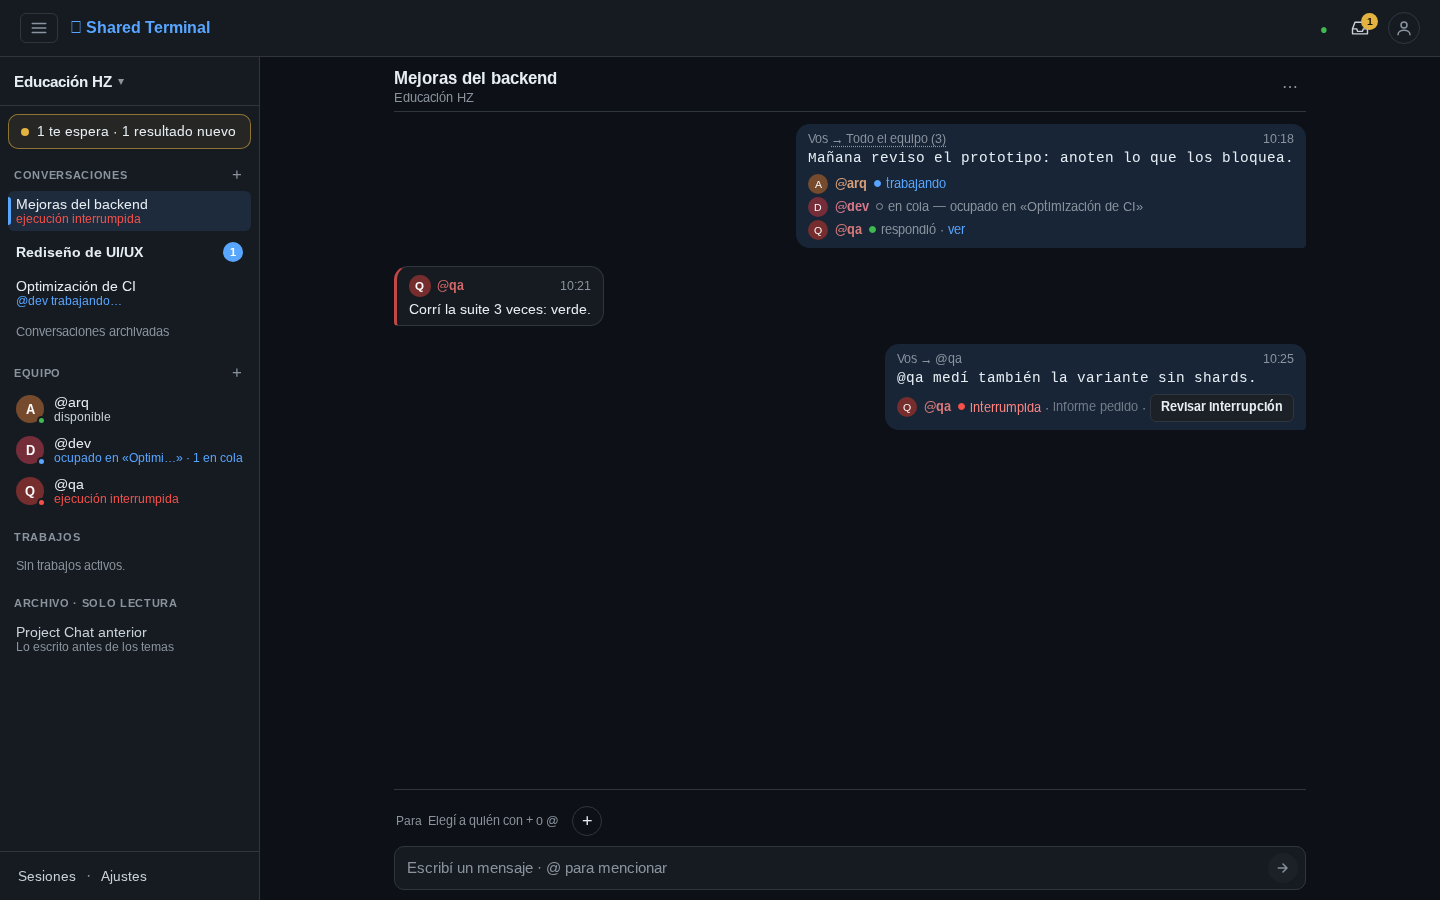 Shared Terminal
1
Educación HZ ▾
1 te espera · 1 resultado nuevo
CONVERSACIONES +
Mejoras del backend
ejecución interrumpida
Rediseño de UI/UX 1
Optimización de CI
@dev trabajando…
Conversaciones archivadas
EQUIPO +
A @arq
disponible
D @dev
ocupado en «Optimi…» · 1 en cola
Q @qa
ejecución interrumpida
TRABAJOS
Sin trabajos activos.
ARCHIVO · SOLO LECTURA
Project Chat anterior
Lo escrito antes de los temas
Sesiones · Ajustes
Mejoras del backend
Educación HZ
…
Vos → Todo el equipo (3) 10:18
Mañana reviso el prototipo: anoten lo que los bloquea.
A @arq trabajando
D @dev en cola — ocupado en «Optimización de CI»
Q @qa respondió · ver
Q @qa 10:21
Corrí la suite 3 veces: verde.
Vos → @qa 10:25
@qa medí también la variante sin shards.
Q @qa interrumpida · informe pedido · Revisar interrupción
Para Elegí a quién con + o @ +
Escribí un mensaje · @ para mencionar